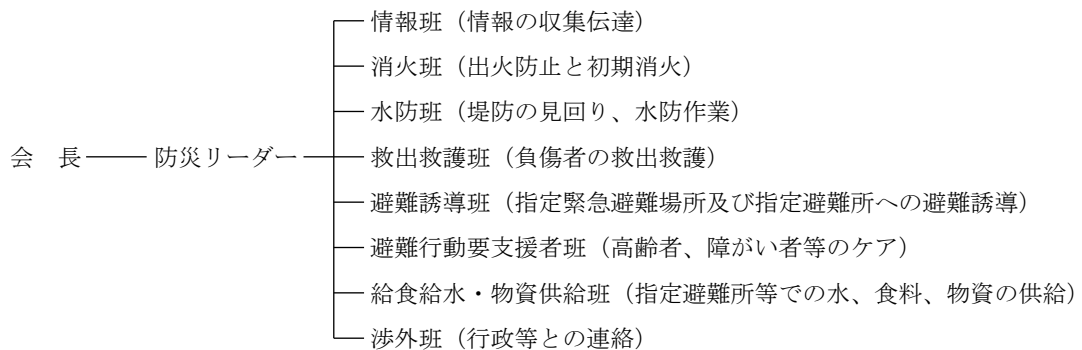 情報班（情報の収集伝達）
消火班（出火防止と初期消火）
水防班（堤防の見回り、水防作業）
会　長 防災リーダー 救出救護班（負傷者の救出救護）
避難誘導班（指定緊急避難場所及び指定避難所への避難誘導）
避難行動要支援者班（高齢者、障がい者等のケア）
給食給水・物資供給班（指定避難所等での水、食料、物資の供給）
渉外班（行政等との連絡）